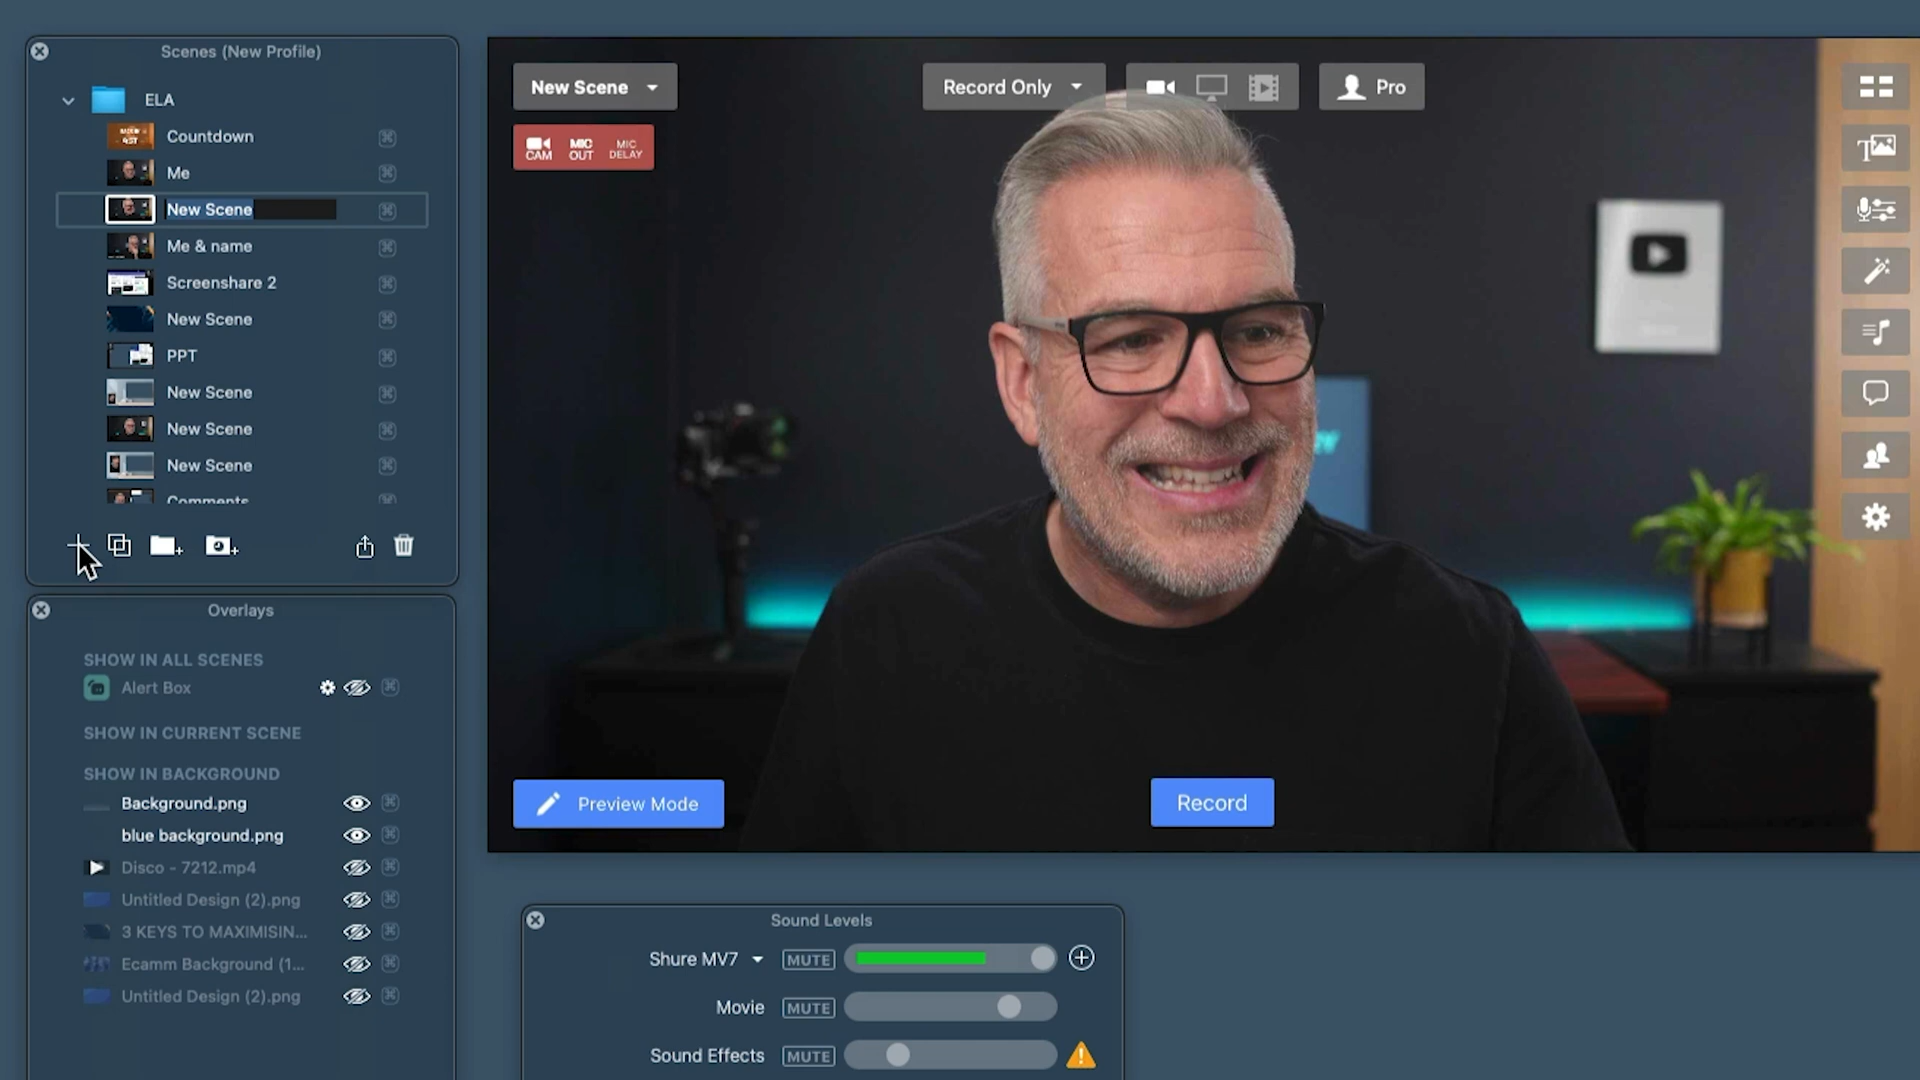 Scenes (New Profile)
ELA
Countdown
Me
New Scene
Me & name
Screenshare 2
New Scene
PPT
New Scene
New Scene
New Scene
Comments
Overlays
SHOW IN ALL SCENES
Alert Box
SHOW IN CURRENT SCENE
SHOW IN BACKGROUND
Background.png
blue background.png
Disco - 7212.mp4
Untitled Design (2).png
3 KEYS TO MAXIMISIN...
Ecamm Background (1...
Untitled Design (2).png
New Scene
Record Only
Pro
CAM
MIC OUT
MIC DELAY
Preview Mode
Record
Sound Levels
Shure MV7
MUTE
Movie
MUTE
Sound Effects
MUTE